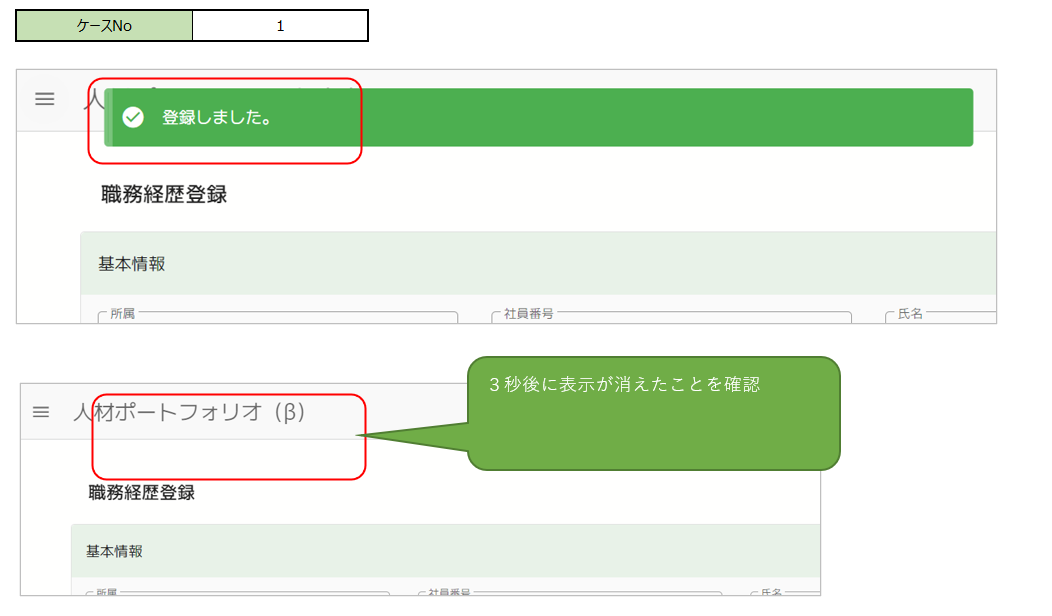 ケースNo 1
人
登録しました。
職務経歴登録
基本情報
所属 社員番号 氏名
３秒後に表示が消えたことを確認
人材ポートフォリオ（β）
職務経歴登録
基本情報
所属 社員番号 氏名